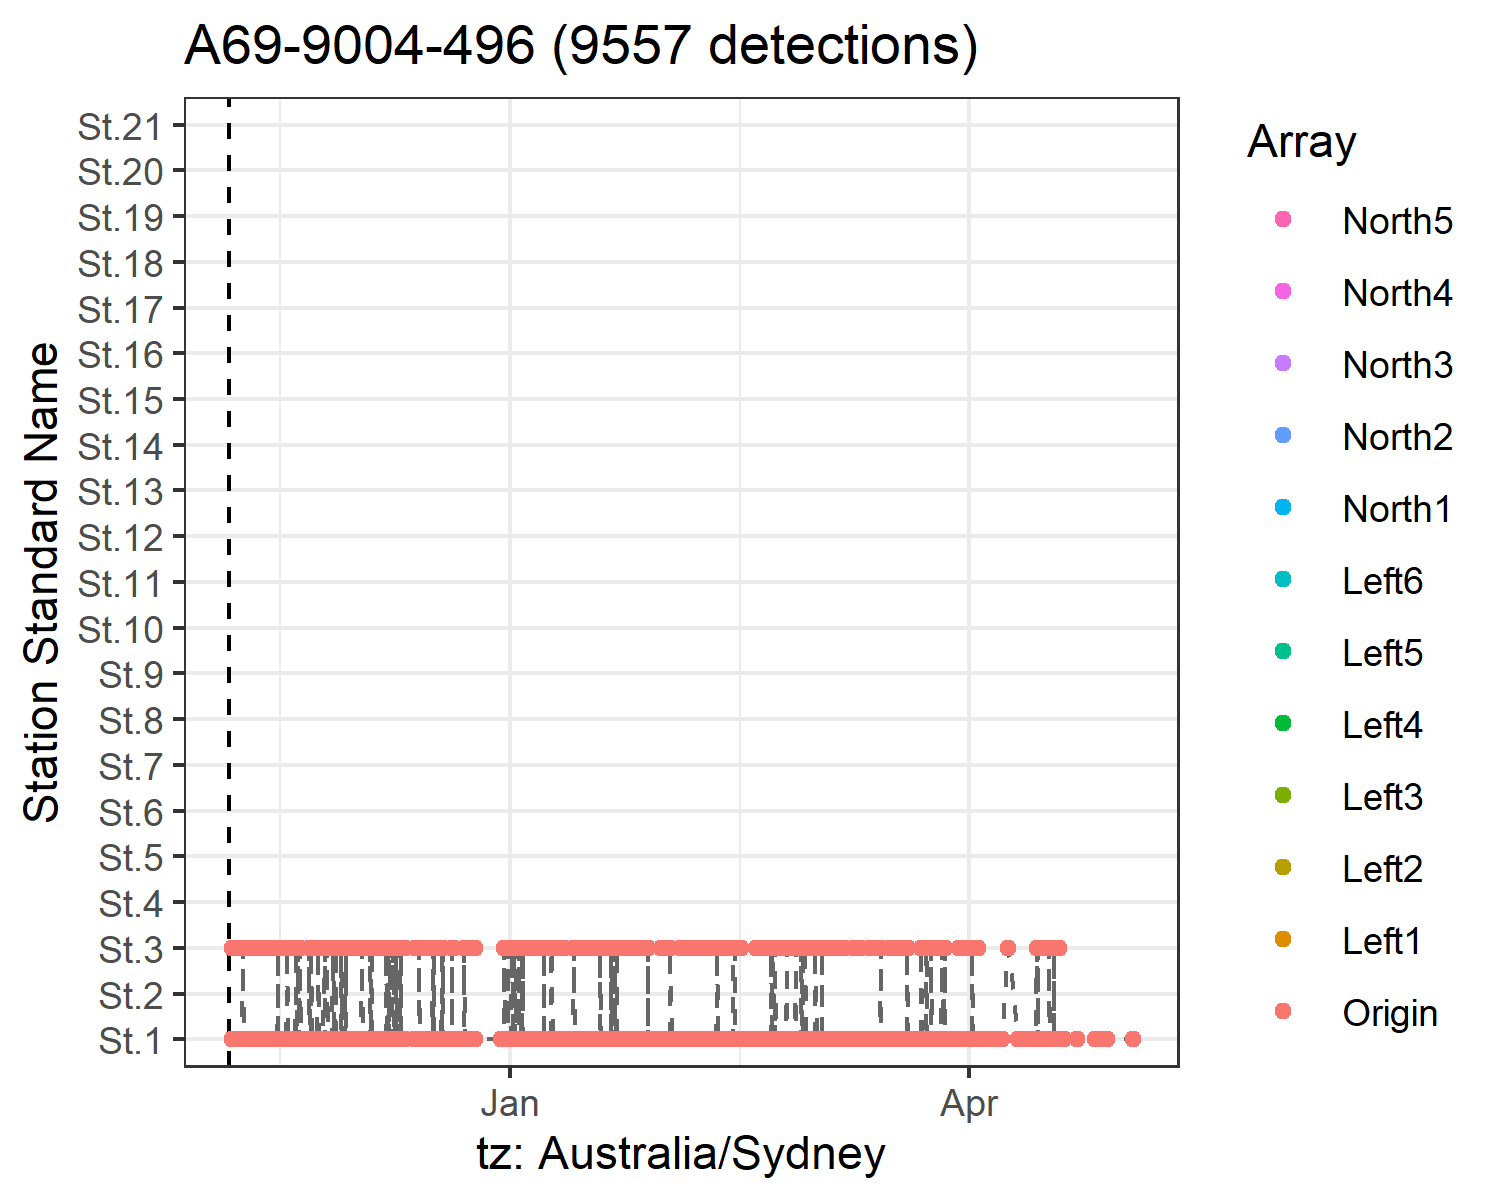 A69-9004-496 (9557 detections)
Station Standard Name
St.21
St.20
St.19
St.18
St.17
St.16
St.15
St.14
St.13
St.12
St.11
St.10
St.9
St.8
St.7
St.6
St.5
St.4
St.3
St.2
St.1
Jan
Apr
tz: Australia/Sydney
Array
North5
North4
North3
North2
North1
Left6
Left5
Left4
Left3
Left2
Left1
Origin